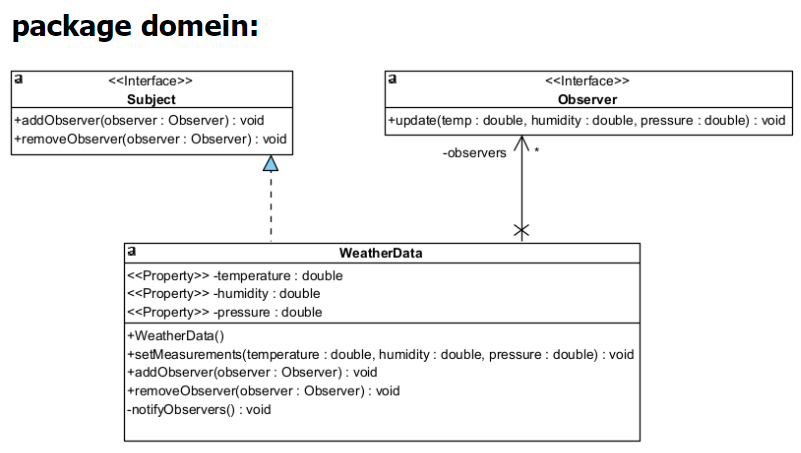 package domein:
a
<<Interface>>
Subject
+addObserver(observer : Observer) : void
+removeObserver(observer : Observer) : void
a
<<Interface>>
Observer
+update(temp : double, humidity : double, pressure : double) : void
-observers
*
a
WeatherData
<<Property>> -temperature : double
<<Property>> -humidity : double
<<Property>> -pressure : double
+WeatherData()
+setMeasurements(temperature : double, humidity : double, pressure : double) : void
+addObserver(observer : Observer) : void
+removeObserver(observer : Observer) : void
-notifyObservers() : void